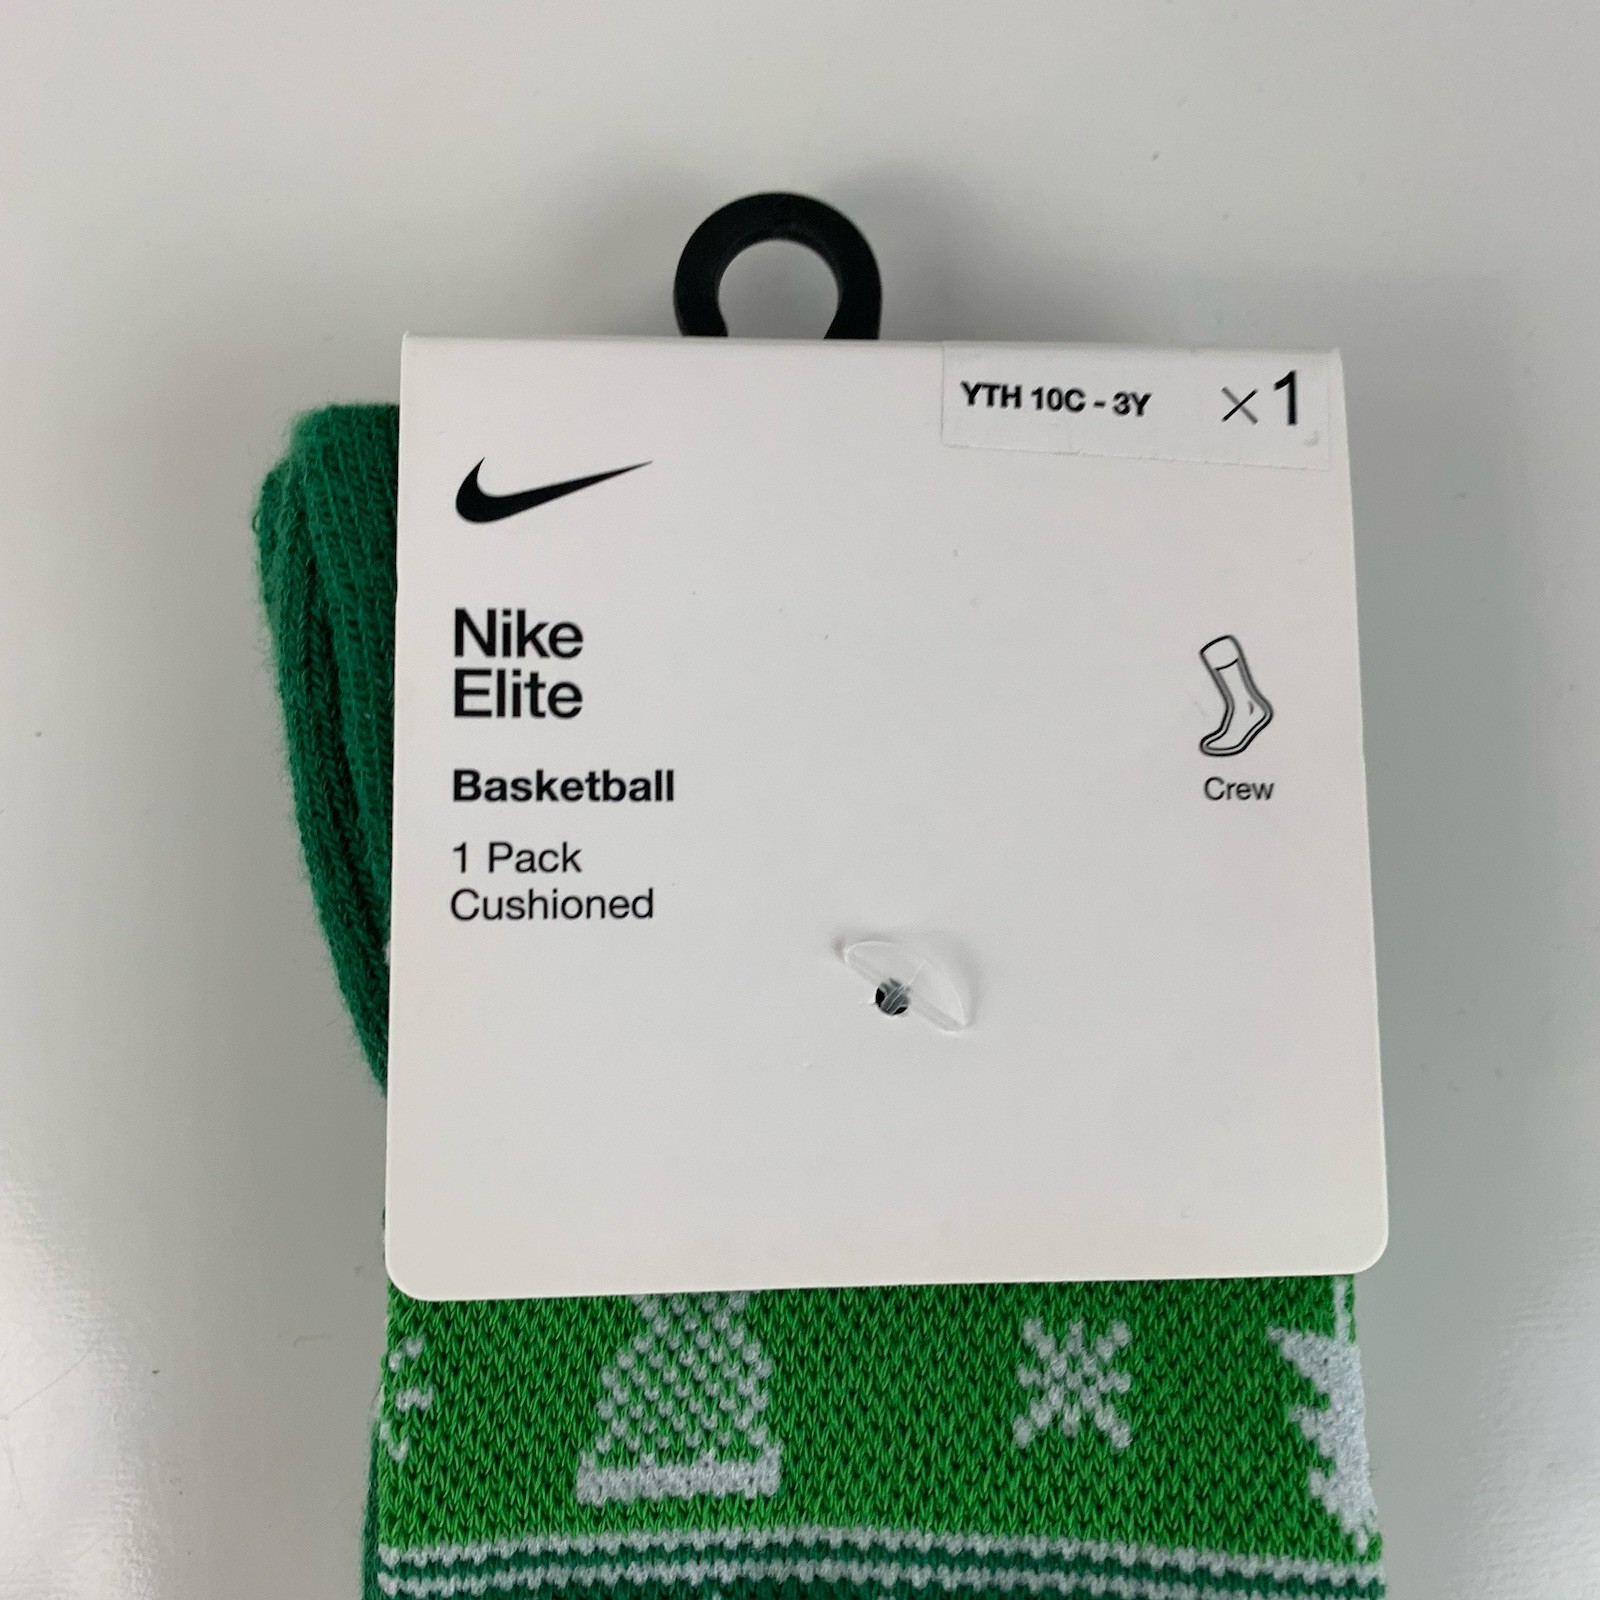 YTH 10C - 3Y ×1
Nike
Elite
Basketball
1 Pack
Cushioned
Crew